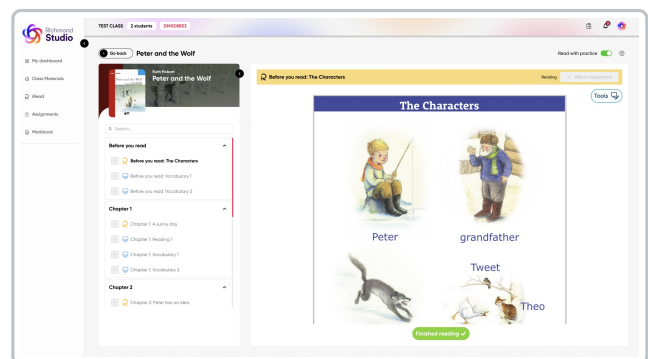 Richmond
Studio
TEST CLASS 2 students DMKD8893
Go back Peter and the Wolf
Read with practice
My dashboard
Class Materials
iRead
Assignments
Markbook
Peter and the Wolf
Search...
Before you read
Before you read: The Characters
Before you read: Vocabulary 1
Before you read: Vocabulary 2
Chapter 1
Chapter 1: A sunny day
Chapter 1: Reading 1
Chapter 1: Vocabulary 1
Chapter 1: Vocabulary 2
Chapter 2
Chapter 2: Peter has an idea
Before you read: The Characters
Reading
Add to assignment
Tools
The Characters
Peter
grandfather
Tweet
Theo
Finished reading